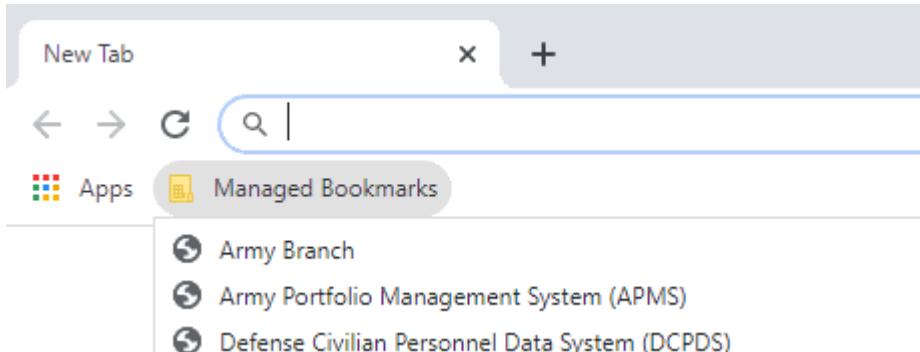 New Tab
Apps Managed Bookmarks
Army Branch
Army Portfolio Management System (APMS)
Defense Civilian Personnel Data System (DCPDS)